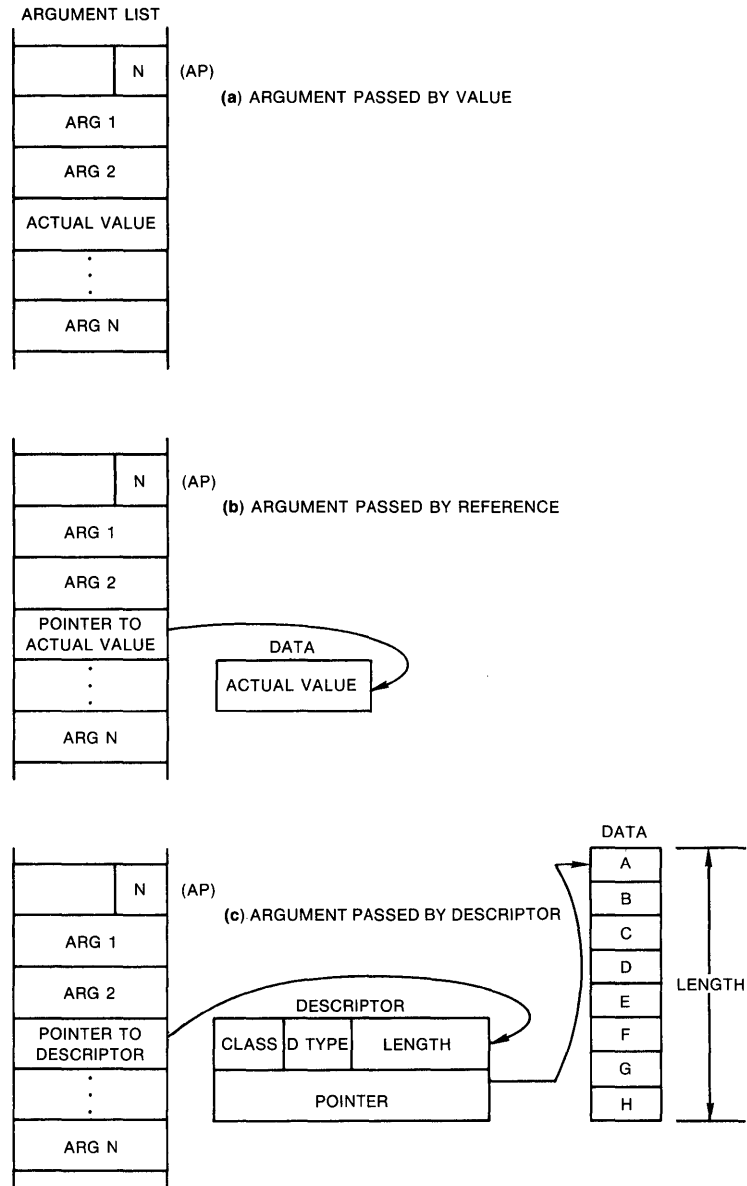 ARGUMENT LIST
N (AP)
(a) ARGUMENT PASSED BY VALUE
ARG 1
ARG 2
ACTUAL VALUE
.
.
.
ARG N
N (AP)
(b) ARGUMENT PASSED BY REFERENCE
ARG 1
ARG 2
POINTER TO
ACTUAL VALUE
DATA
ACTUAL VALUE
.
.
.
ARG N
N (AP)
(c) ARGUMENT PASSED BY DESCRIPTOR
ARG 1
ARG 2
POINTER TO
DESCRIPTOR
.
.
.
ARG N
DESCRIPTOR
CLASS D TYPE LENGTH
POINTER
DATA
A
B
C
D
E
F
G
H
LENGTH